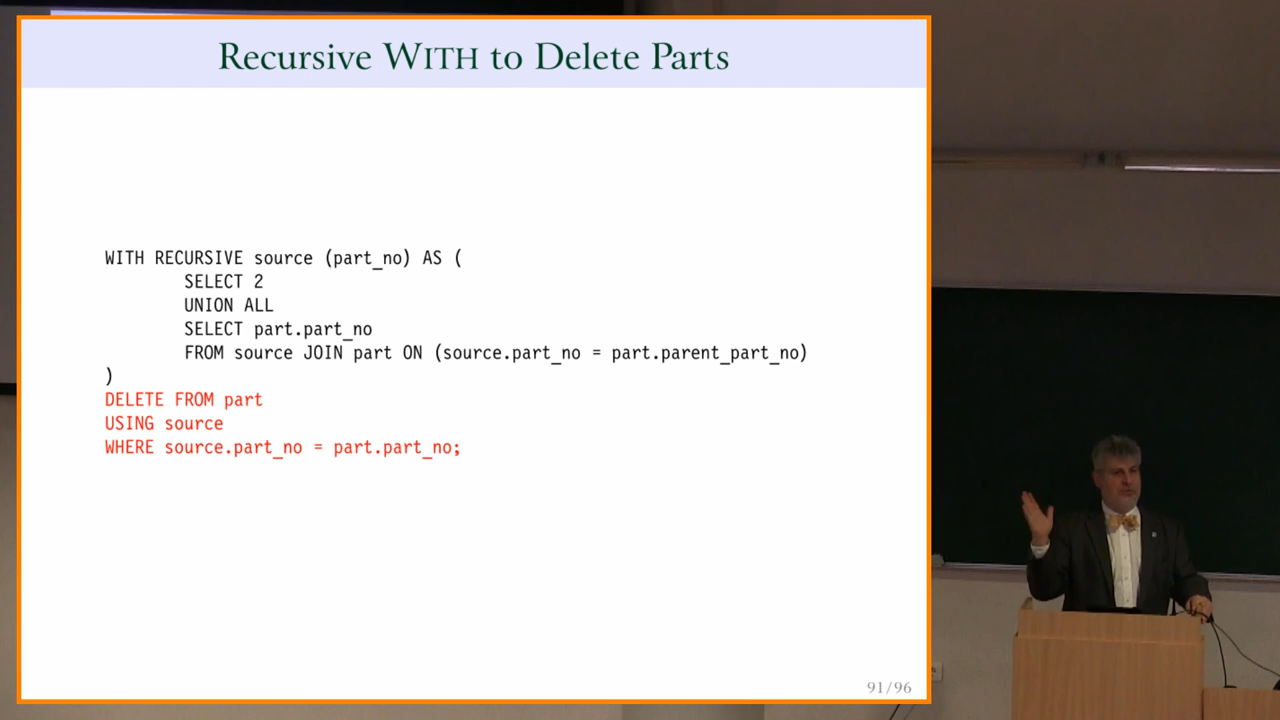 Recursive WITH to Delete Parts
WITH RECURSIVE source (part_no) AS (
SELECT 2
UNION ALL
SELECT part.part_no
FROM source JOIN part ON (source.part_no = part.parent_part_no)
)
DELETE FROM part
USING source
WHERE source.part_no = part.part_no;
91/96